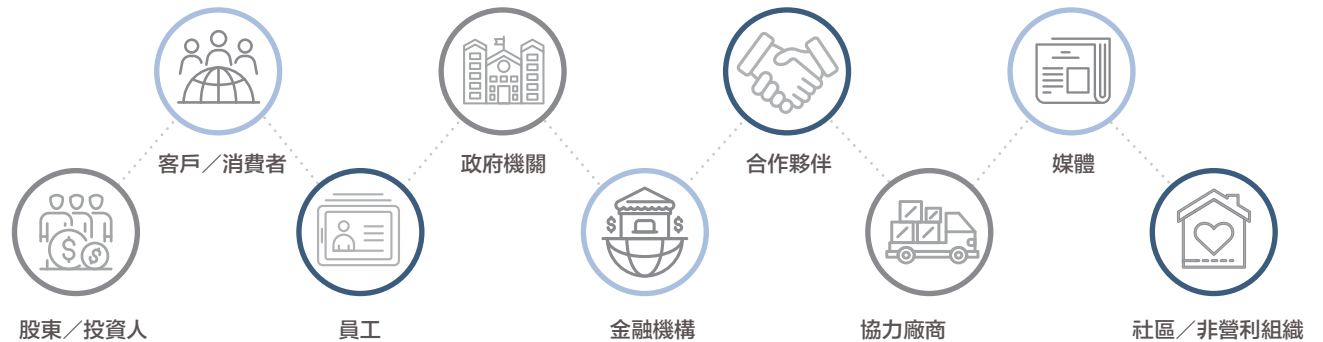 客戶／消費者
政府機關
合作夥伴
媒體
股東／投資人
員工
金融機構
協力廠商
社區／非營利組織